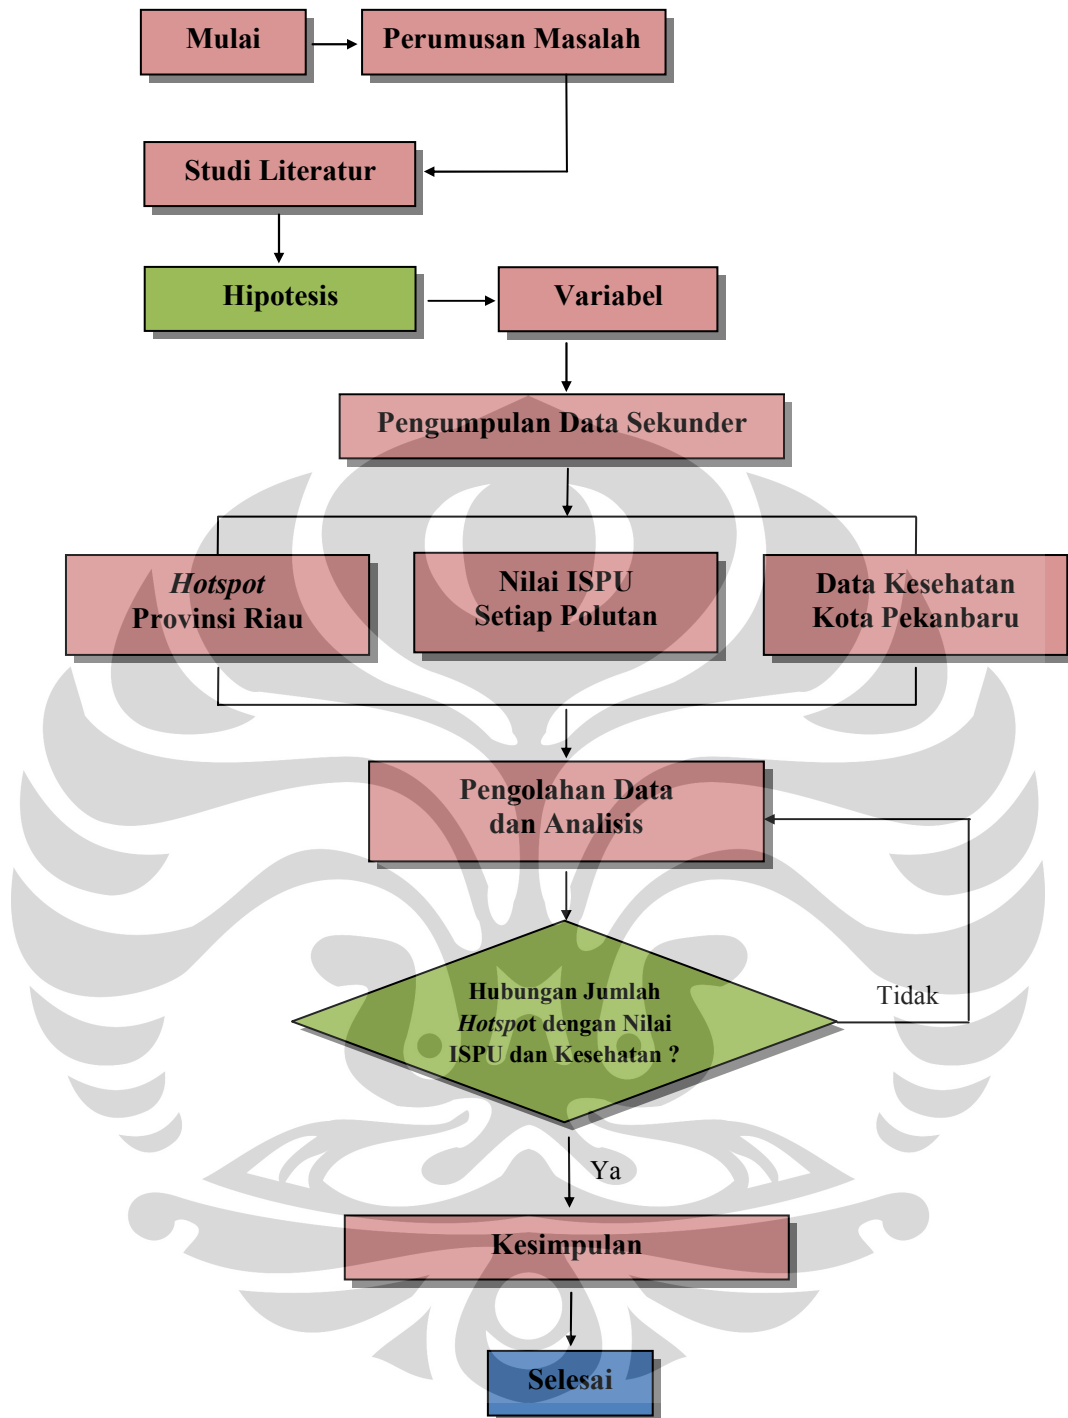 Mulai
Perumusan Masalah
Studi Literatur
Hipotesis
Variabel
Pengumpulan Data Sekunder
Hotspot
Provinsi Riau
Nilai ISPU
Setiap Polutan
Data Kesehatan
Kota Pekanbaru
Pengolahan Data
dan Analisis
Hubungan Jumlah
Hotspot dengan Nilai
ISPU dan Kesehatan ?
Tidak
Ya
Kesimpulan
Selesai